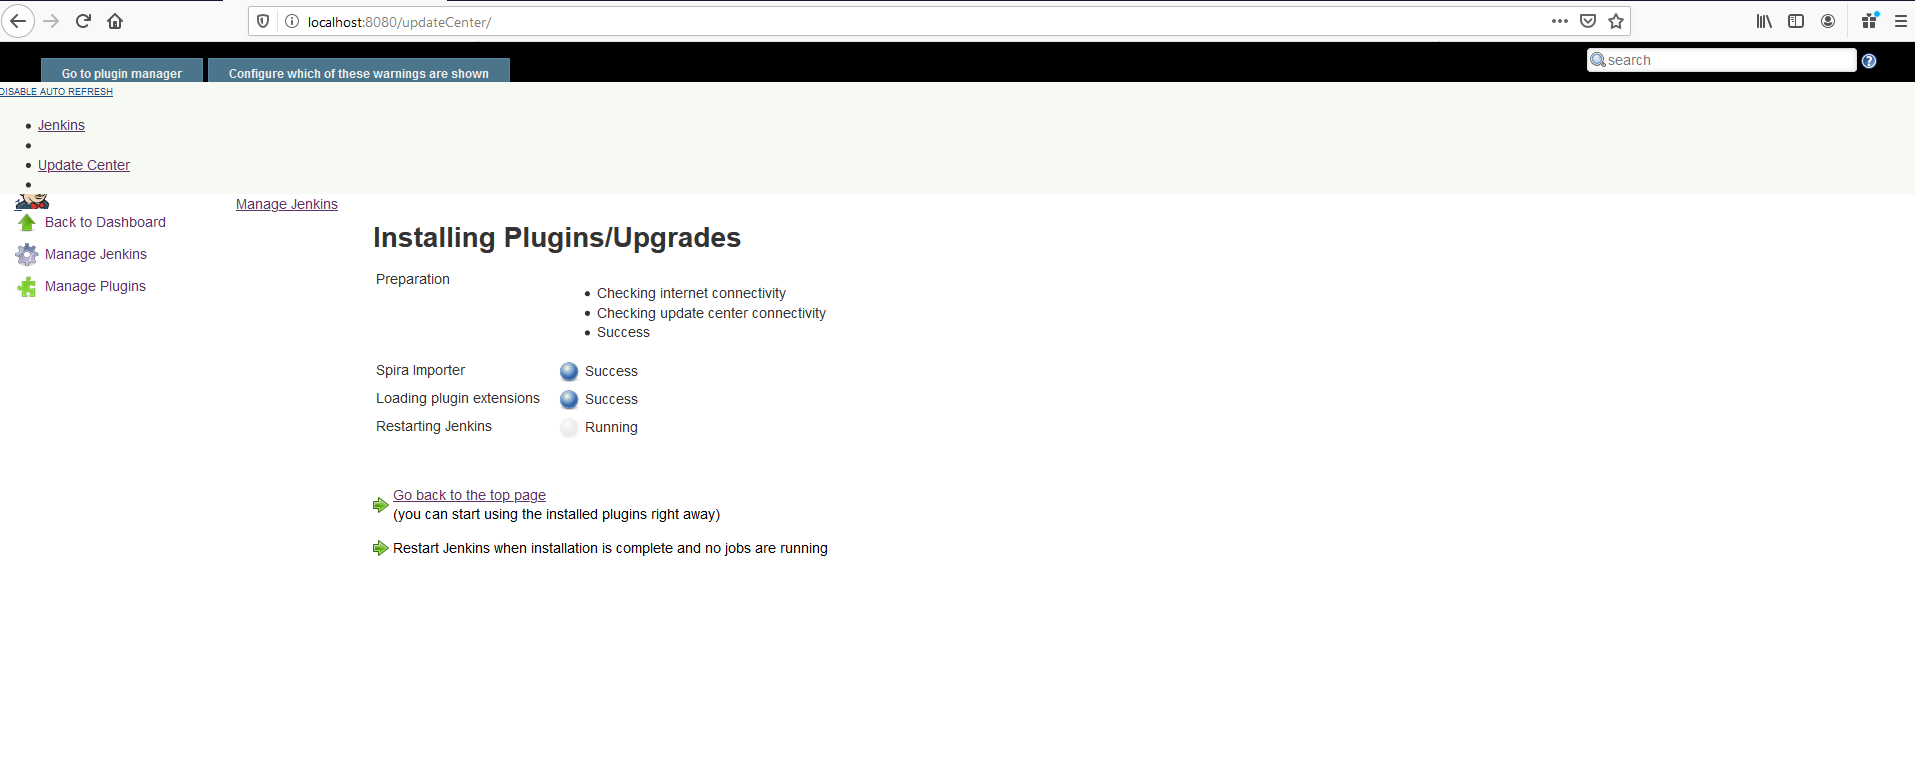 localhost:8080/updateCenter/
Go to plugin manager
Configure which of these warnings are shown
search
DISABLE AUTO REFRESH
Jenkins
Update Center
Manage Jenkins
Back to Dashboard
Manage Jenkins
Manage Plugins
Installing Plugins/Upgrades
Preparation
Checking internet connectivity
Checking update center connectivity
Success
Spira Importer Success
Loading plugin extensions Success
Restarting Jenkins Running
Go back to the top page
(you can start using the installed plugins right away)
Restart Jenkins when installation is complete and no jobs are running